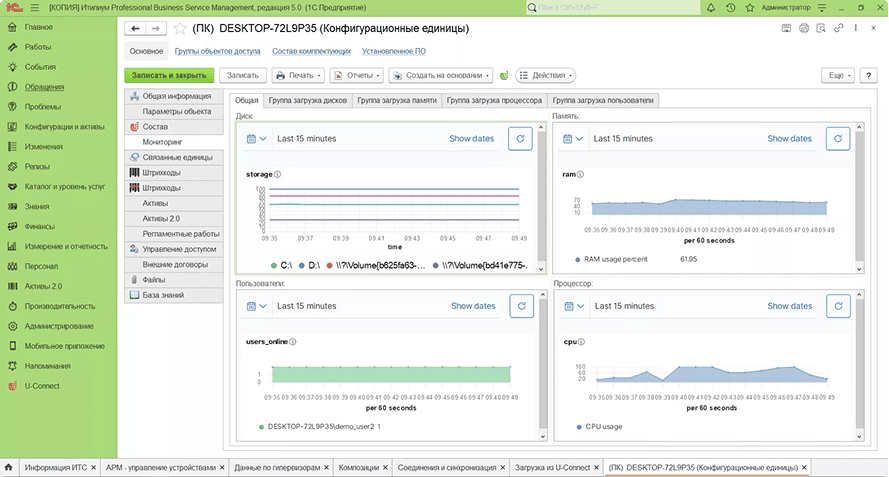 [КОПИЯ] Итилиум Professional Business Service Management, редакция 5.0 (1С:Предприятие)
Поиск Ctrl+Shift+F
Администратор
Главное
Работы
События
Обращения
Проблемы
Конфигурации и активы
Изменения
Релизы
Каталог и уровень услуг
Знания
Финансы
Измерение и отчетность
Персонал
Активы 2.0
Производительность
Администрирование
Мобильное приложение
Напоминания
U-Connect
(ПК) DESKTOP-72L9P35 (Конфигурационные единицы)
Основное Группы объектов доступа Состав комплектующих Установленное ПО
Записать и закрыть Записать Печать Отчеты Создать на основании Действия Еще ?
Общая информация
Параметры объекта
Состав
Мониторинг
Связанные единицы
Штрихкоды
Штрихкоды
Активы
Активы 2.0
Регламентные работы
Управление доступом
Внешние договоры
Файлы
База знаний
Общая Группа загрузка дисков Группа загрузка памяти Группа загрузка процессора Группа загрузка пользователи
Диск:
Last 15 minutes Show dates
storage
100
80
60
40
20
0
09:35 09:37 09:39 09:41 09:43 09:45 09:47 09:49
time
C:\ D:\ \\?\Volume{b625fa63-... \\?\Volume{bd41e775-.
Память:
Last 15 minutes Show dates
ram
70
40
10
09:35 09:36 09:37 09:38 09:39 09:40 09:41 09:42 09:43 09:44 09:45 09:46 09:47 09:48 09:49
per 60 seconds
RAM usage percent 61.95
Пользователи:
Last 15 minutes Show dates
users_online
1
0
09:35 09:36 09:37 09:38 09:39 09:40 09:41 09:42 09:43 09:44 09:45 09:46 09:47 09:48 09:49
per 60 seconds
DESKTOP-72L9P35\demo_user2 1
Процессор:
Last 15 minutes Show dates
cpu
100
60
20
09:35 09:36 09:37 09:38 09:39 09:40 09:41 09:42 09:43 09:44 09:45 09:46 09:47 09:48 09:49
per 60 seconds
CPU usage
Информация ИТС АРМ - управление устройствами Данные по гипервизорам Композации Соединения и синхронизация Загрузка из U-Connect (ПК) DESKTOP-72L9P35 (Конфигурационные единицы)